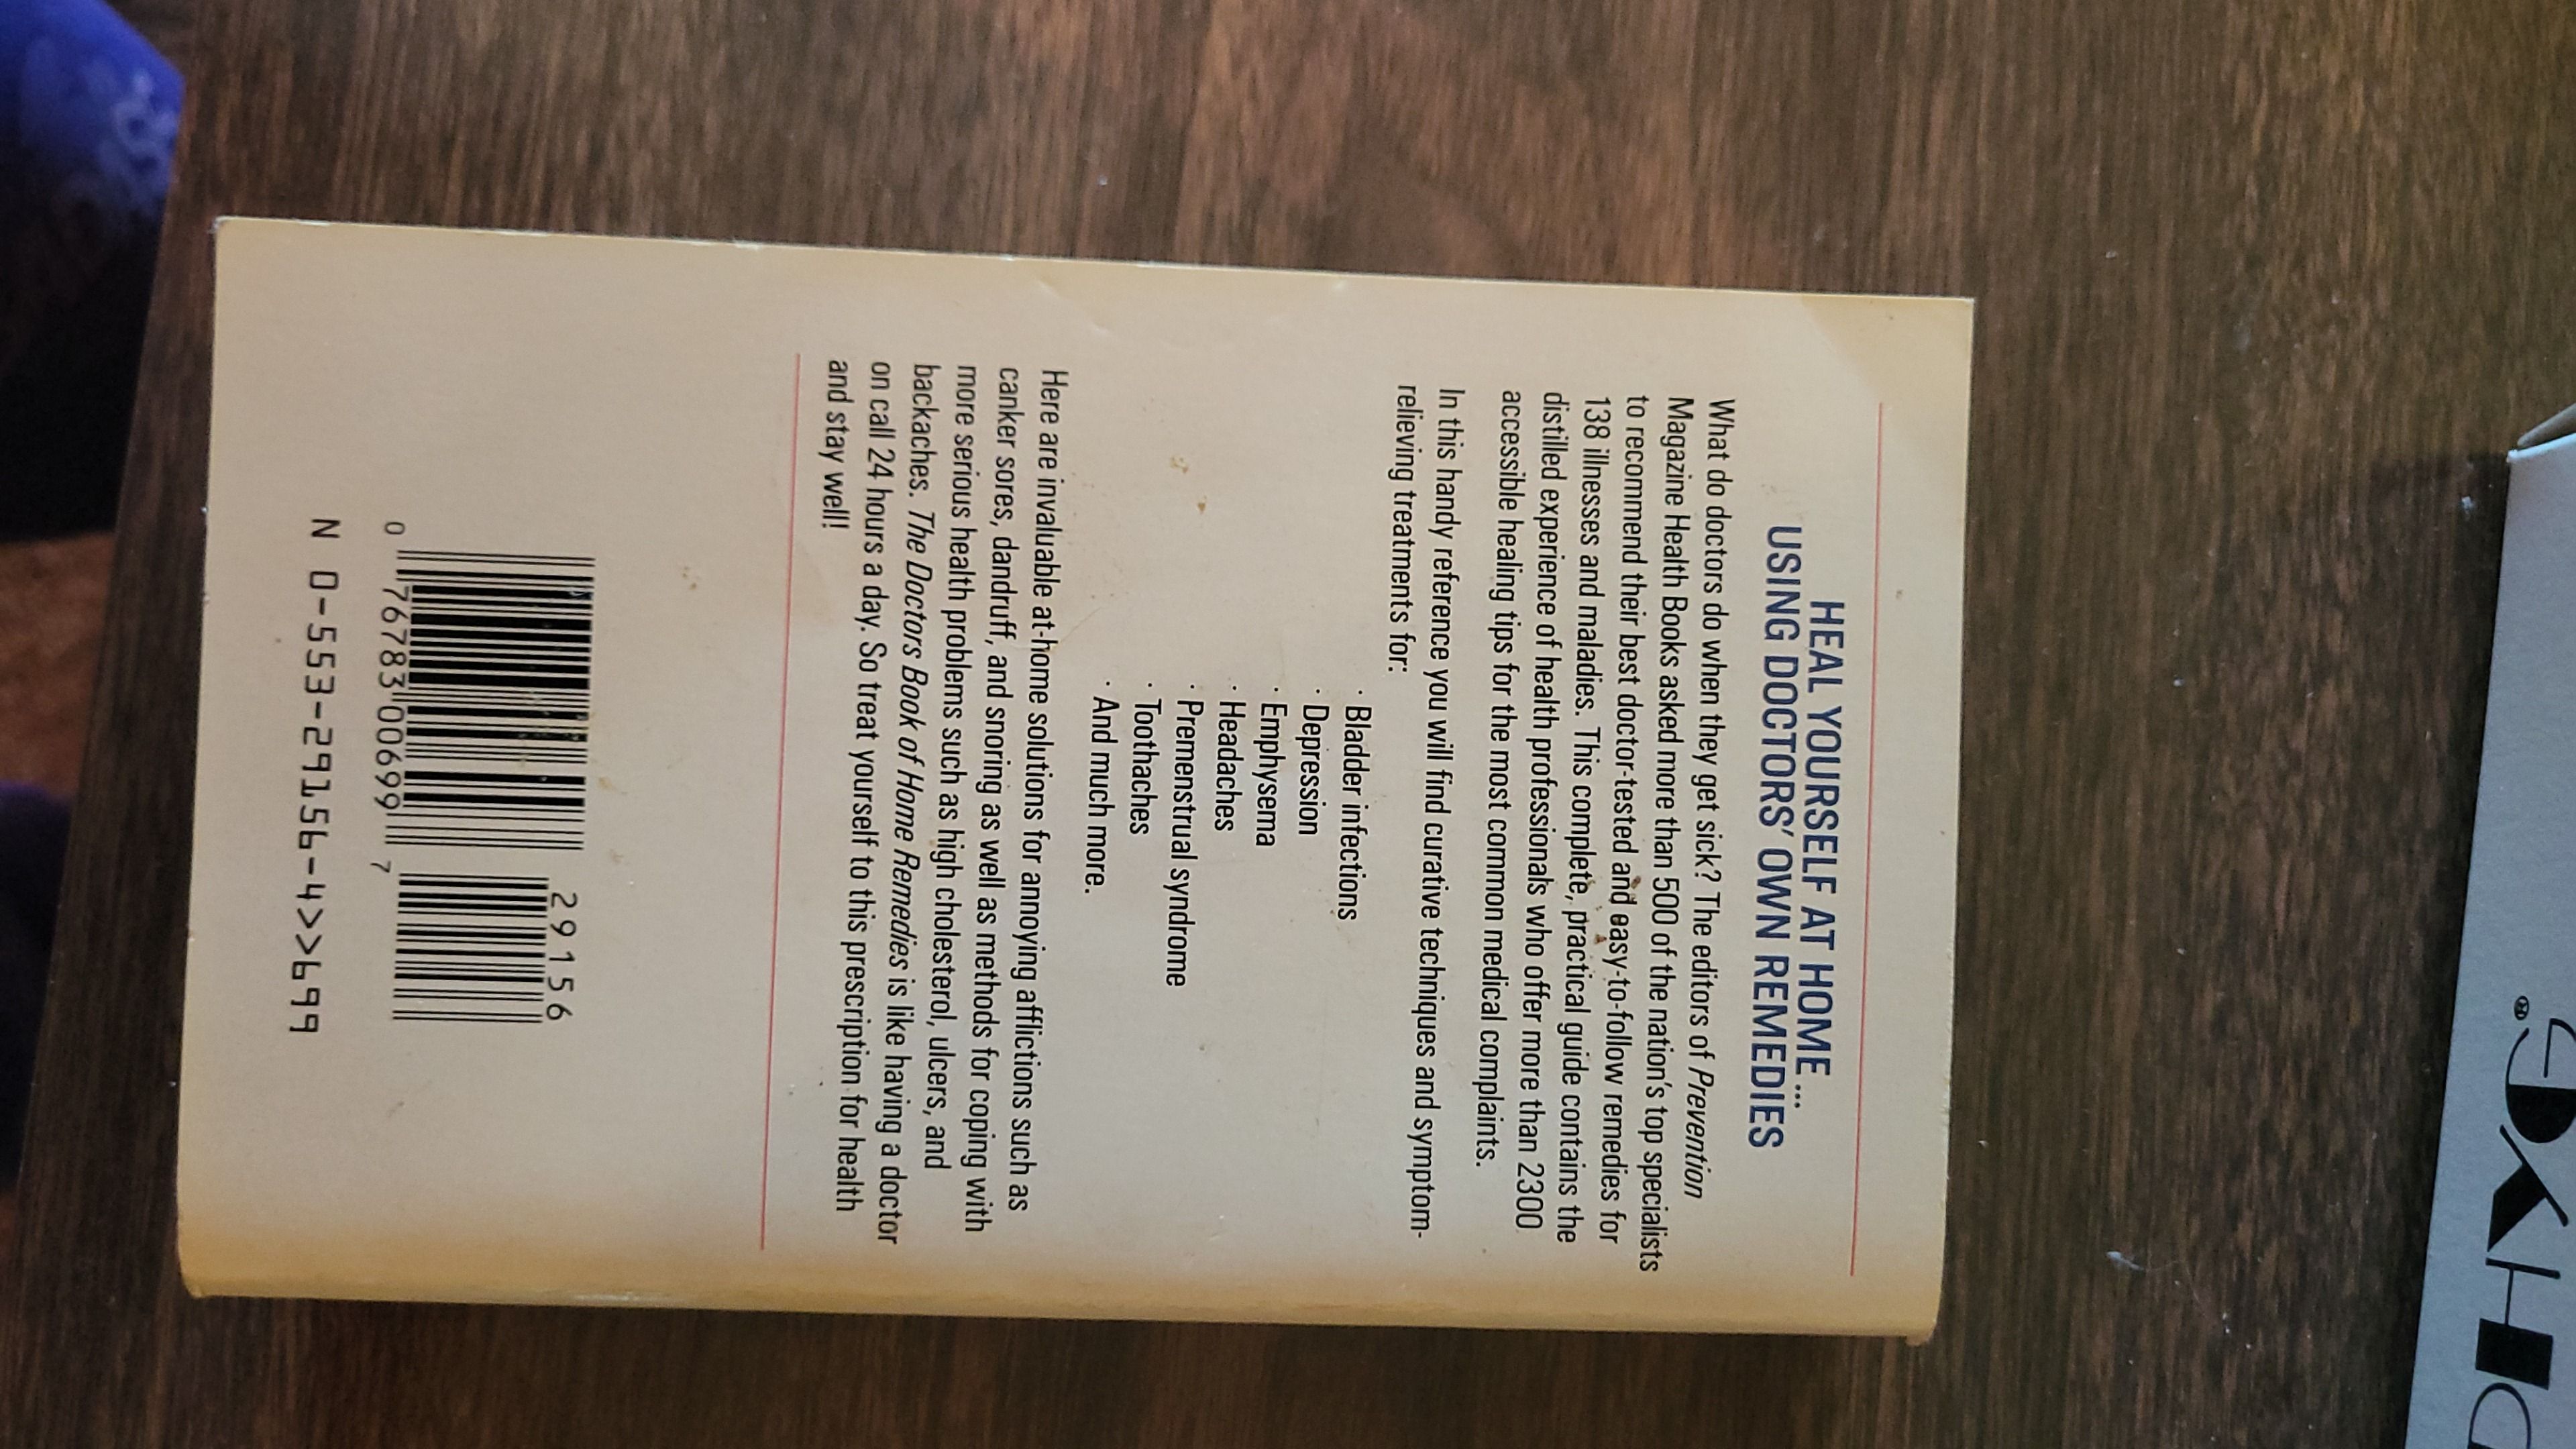 HEAL YOURSELF AT HOME...
USING DOCTORS' OWN REMEDIES
What do doctors do when they get sick? The editors of Prevention
Magazine Health Books asked more than 500 of the nation's top specialists
to recommend their best doctor-tested and easy-to-follow remedies for
138 illnesses and maladies. This complete, practical guide contains the
distilled experience of health professionals who offer more than 2300
accessible healing tips for the most common medical complaints.
In this handy reference you will find curative techniques and symptom-
relieving treatments for:
· Bladder infections
· Depression
· Emphysema
· Headaches
· Premenstrual syndrome
· Toothaches
· And much more.
Here are invaluable at-home solutions for annoying afflictions such as
canker sores, dandruff, and snoring as well as methods for coping with
more serious health problems such as high cholesterol, ulcers, and
backaches. The Doctors Book of Home Remedies is like having a doctor
on call 24 hours a day. So treat yourself to this prescription for health
and stay well!
29156
0 76783 00699 7
N 0-553-29156-4>>699